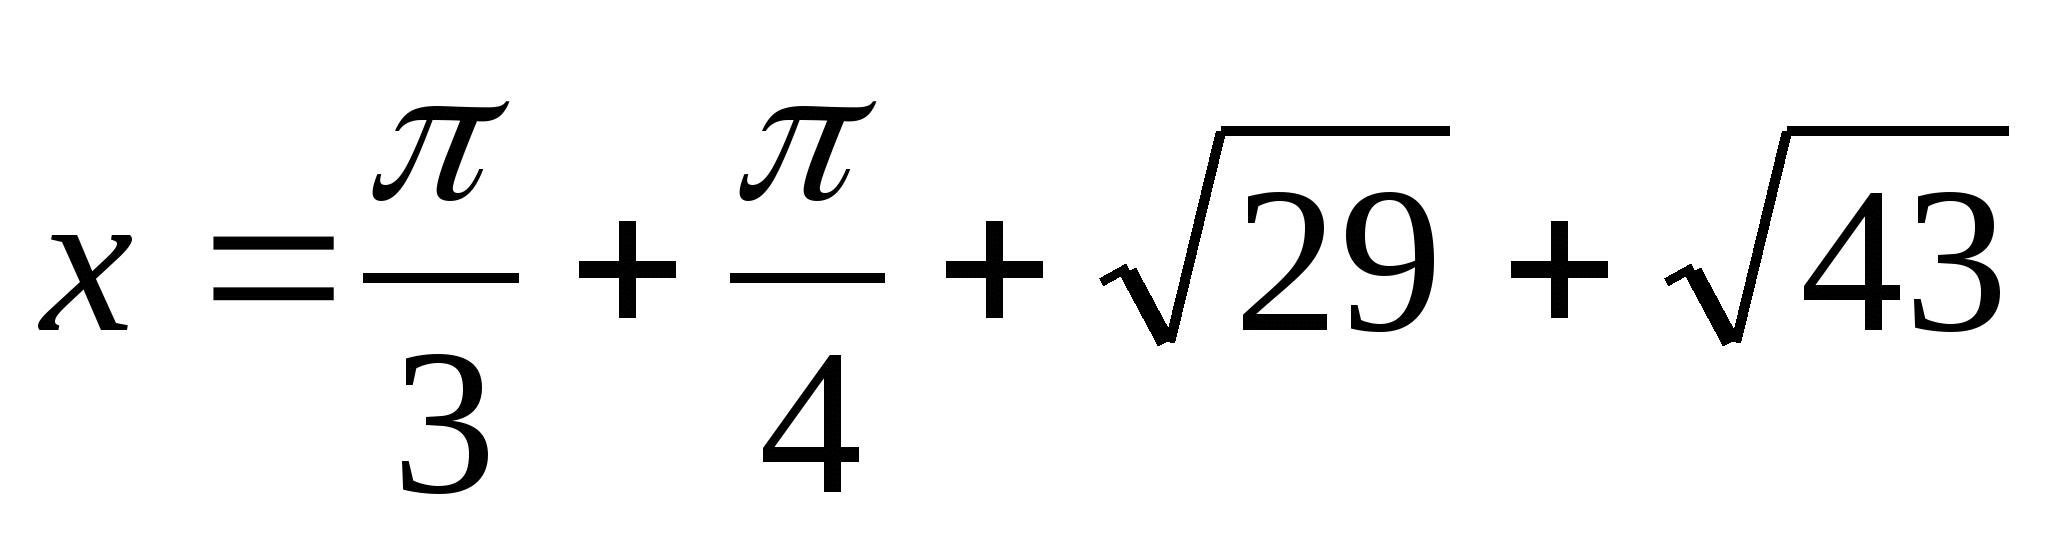 x = π/3 + π/4 + √29 + √43